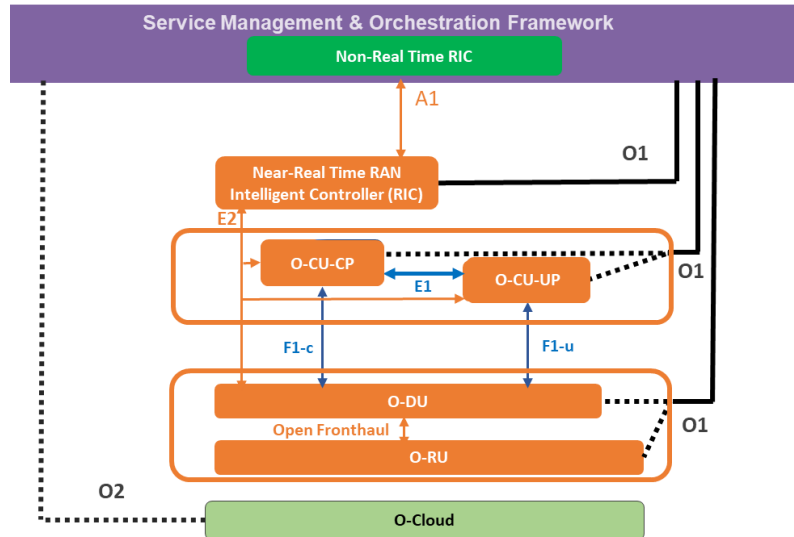 Service Management & Orchestration Framework
Non-Real Time RIC
A1
O1
Near-Real Time RAN
Intelligent Controller (RIC)
E2
O-CU-CP
E1
O-CU-UP
O1
F1-c
F1-u
O-DU
Open Fronthaul
O1
O-RU
O2
O-Cloud